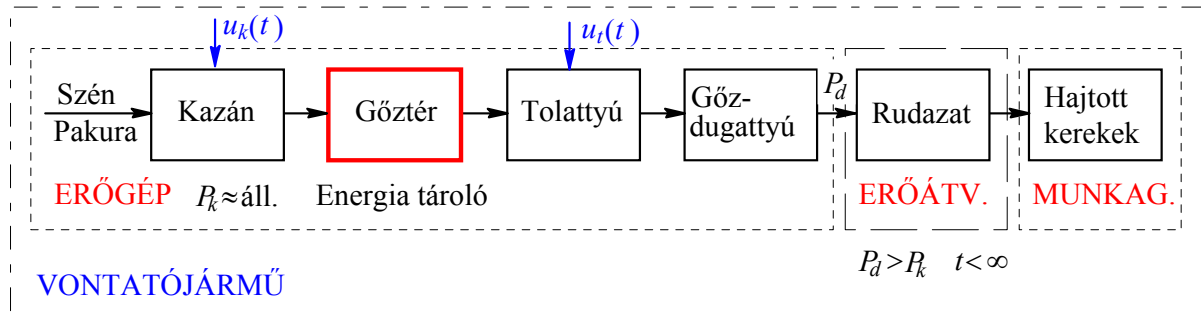 u_k(t)
u_t(t)
Szén
Pakura
Kazán
Gőztér
Tolattyú
Gőz-
dugattyú
P_d
Rudazat
Hajtott
kerekek
ERŐGÉP
P_k≈áll.
Energia tároló
ERŐÁTV.
MUNKAG.
P_d>P_k t<∞
VONTATÓJÁRMŰ